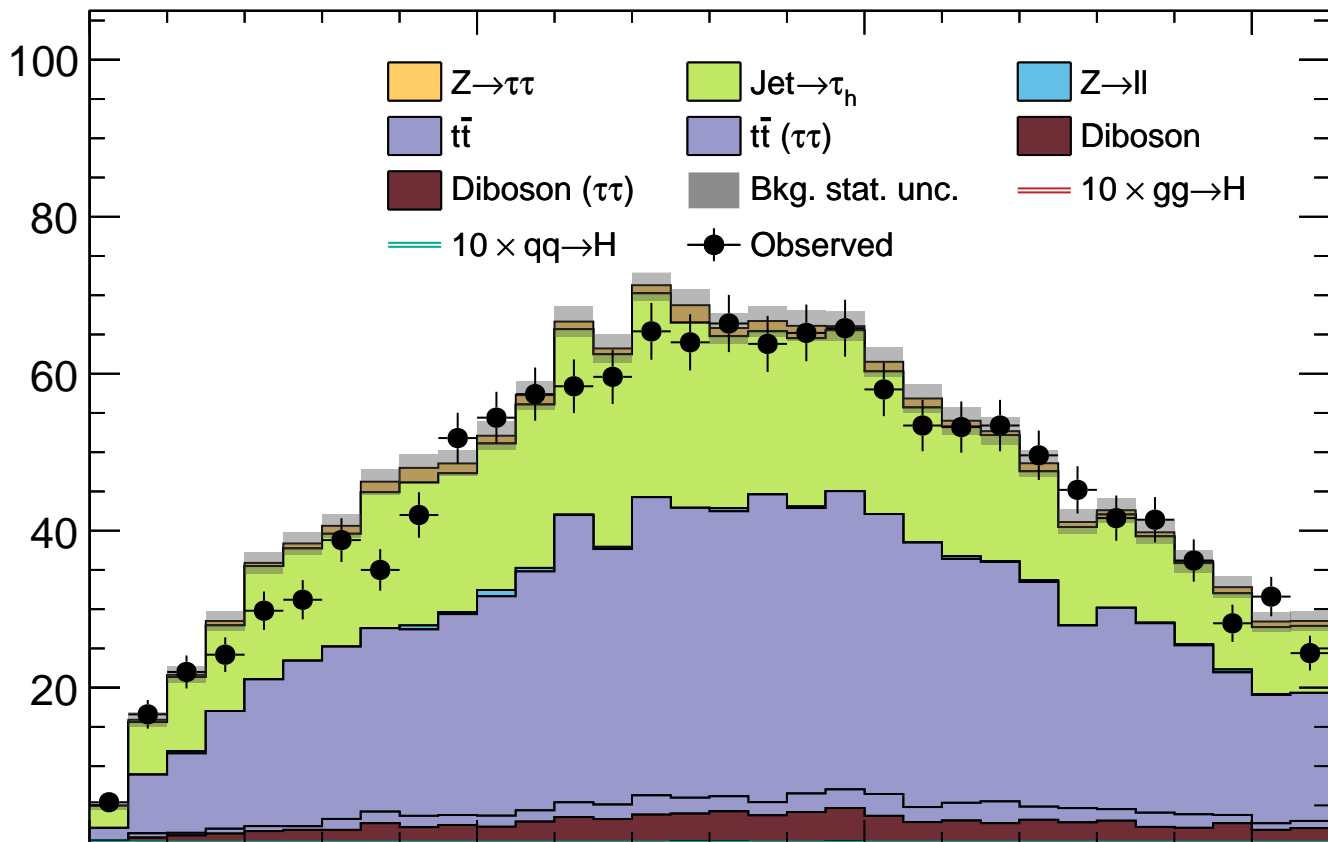 100
Z→ττ Jet→τh Z→ll
tt̄ tt̄ (ττ) Diboson
Diboson (ττ) Bkg. stat. unc. 10 × gg→H
80
10 × qq→H Observed
60
40
20